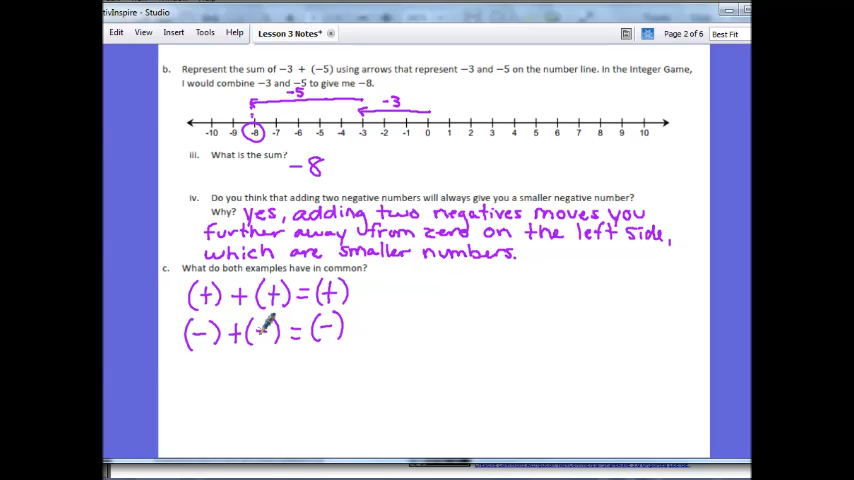 ivInspire - Studio
Edit View Insert Tools Help Lesson 3 Notes* Page 2 of 6 Best Fit
b. Represent the sum of −3 + (−5) using arrows that represent −3 and −5 on the number line. In the Integer Game,
I would combine −3 and −5 to give me −8.
-5
-3
-10 -9 -8 -7 -6 -5 -4 -3 -2 -1 0 1 2 3 4 5 6 7 8 9 10
iii. What is the sum? -8
iv. Do you think that adding two negative numbers will always give you a smaller negative number?
Why? yes, adding two negatives moves you
further away from zero on the left side,
which are smaller numbers.
c. What do both examples have in common?
(+) + (+) = (+)
(-) + (-) = (-)